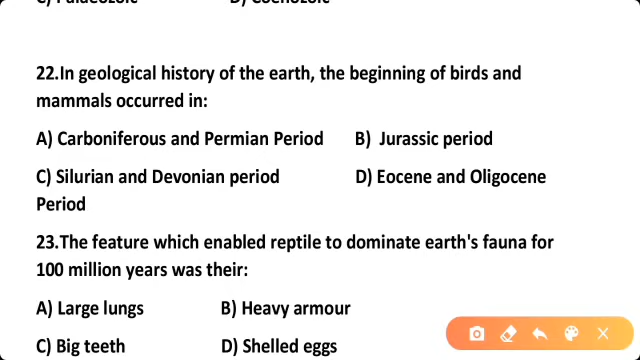 C) Palaeozoic D) Coenozoic
22.In geological history of the earth, the beginning of birds and
mammals occurred in:
A) Carboniferous and Permian Period B) Jurassic period
C) Silurian and Devonian period D) Eocene and Oligocene
Period
23.The feature which enabled reptile to dominate earth's fauna for
100 million years was their:
A) Large lungs B) Heavy armour
C) Big teeth D) Shelled eggs